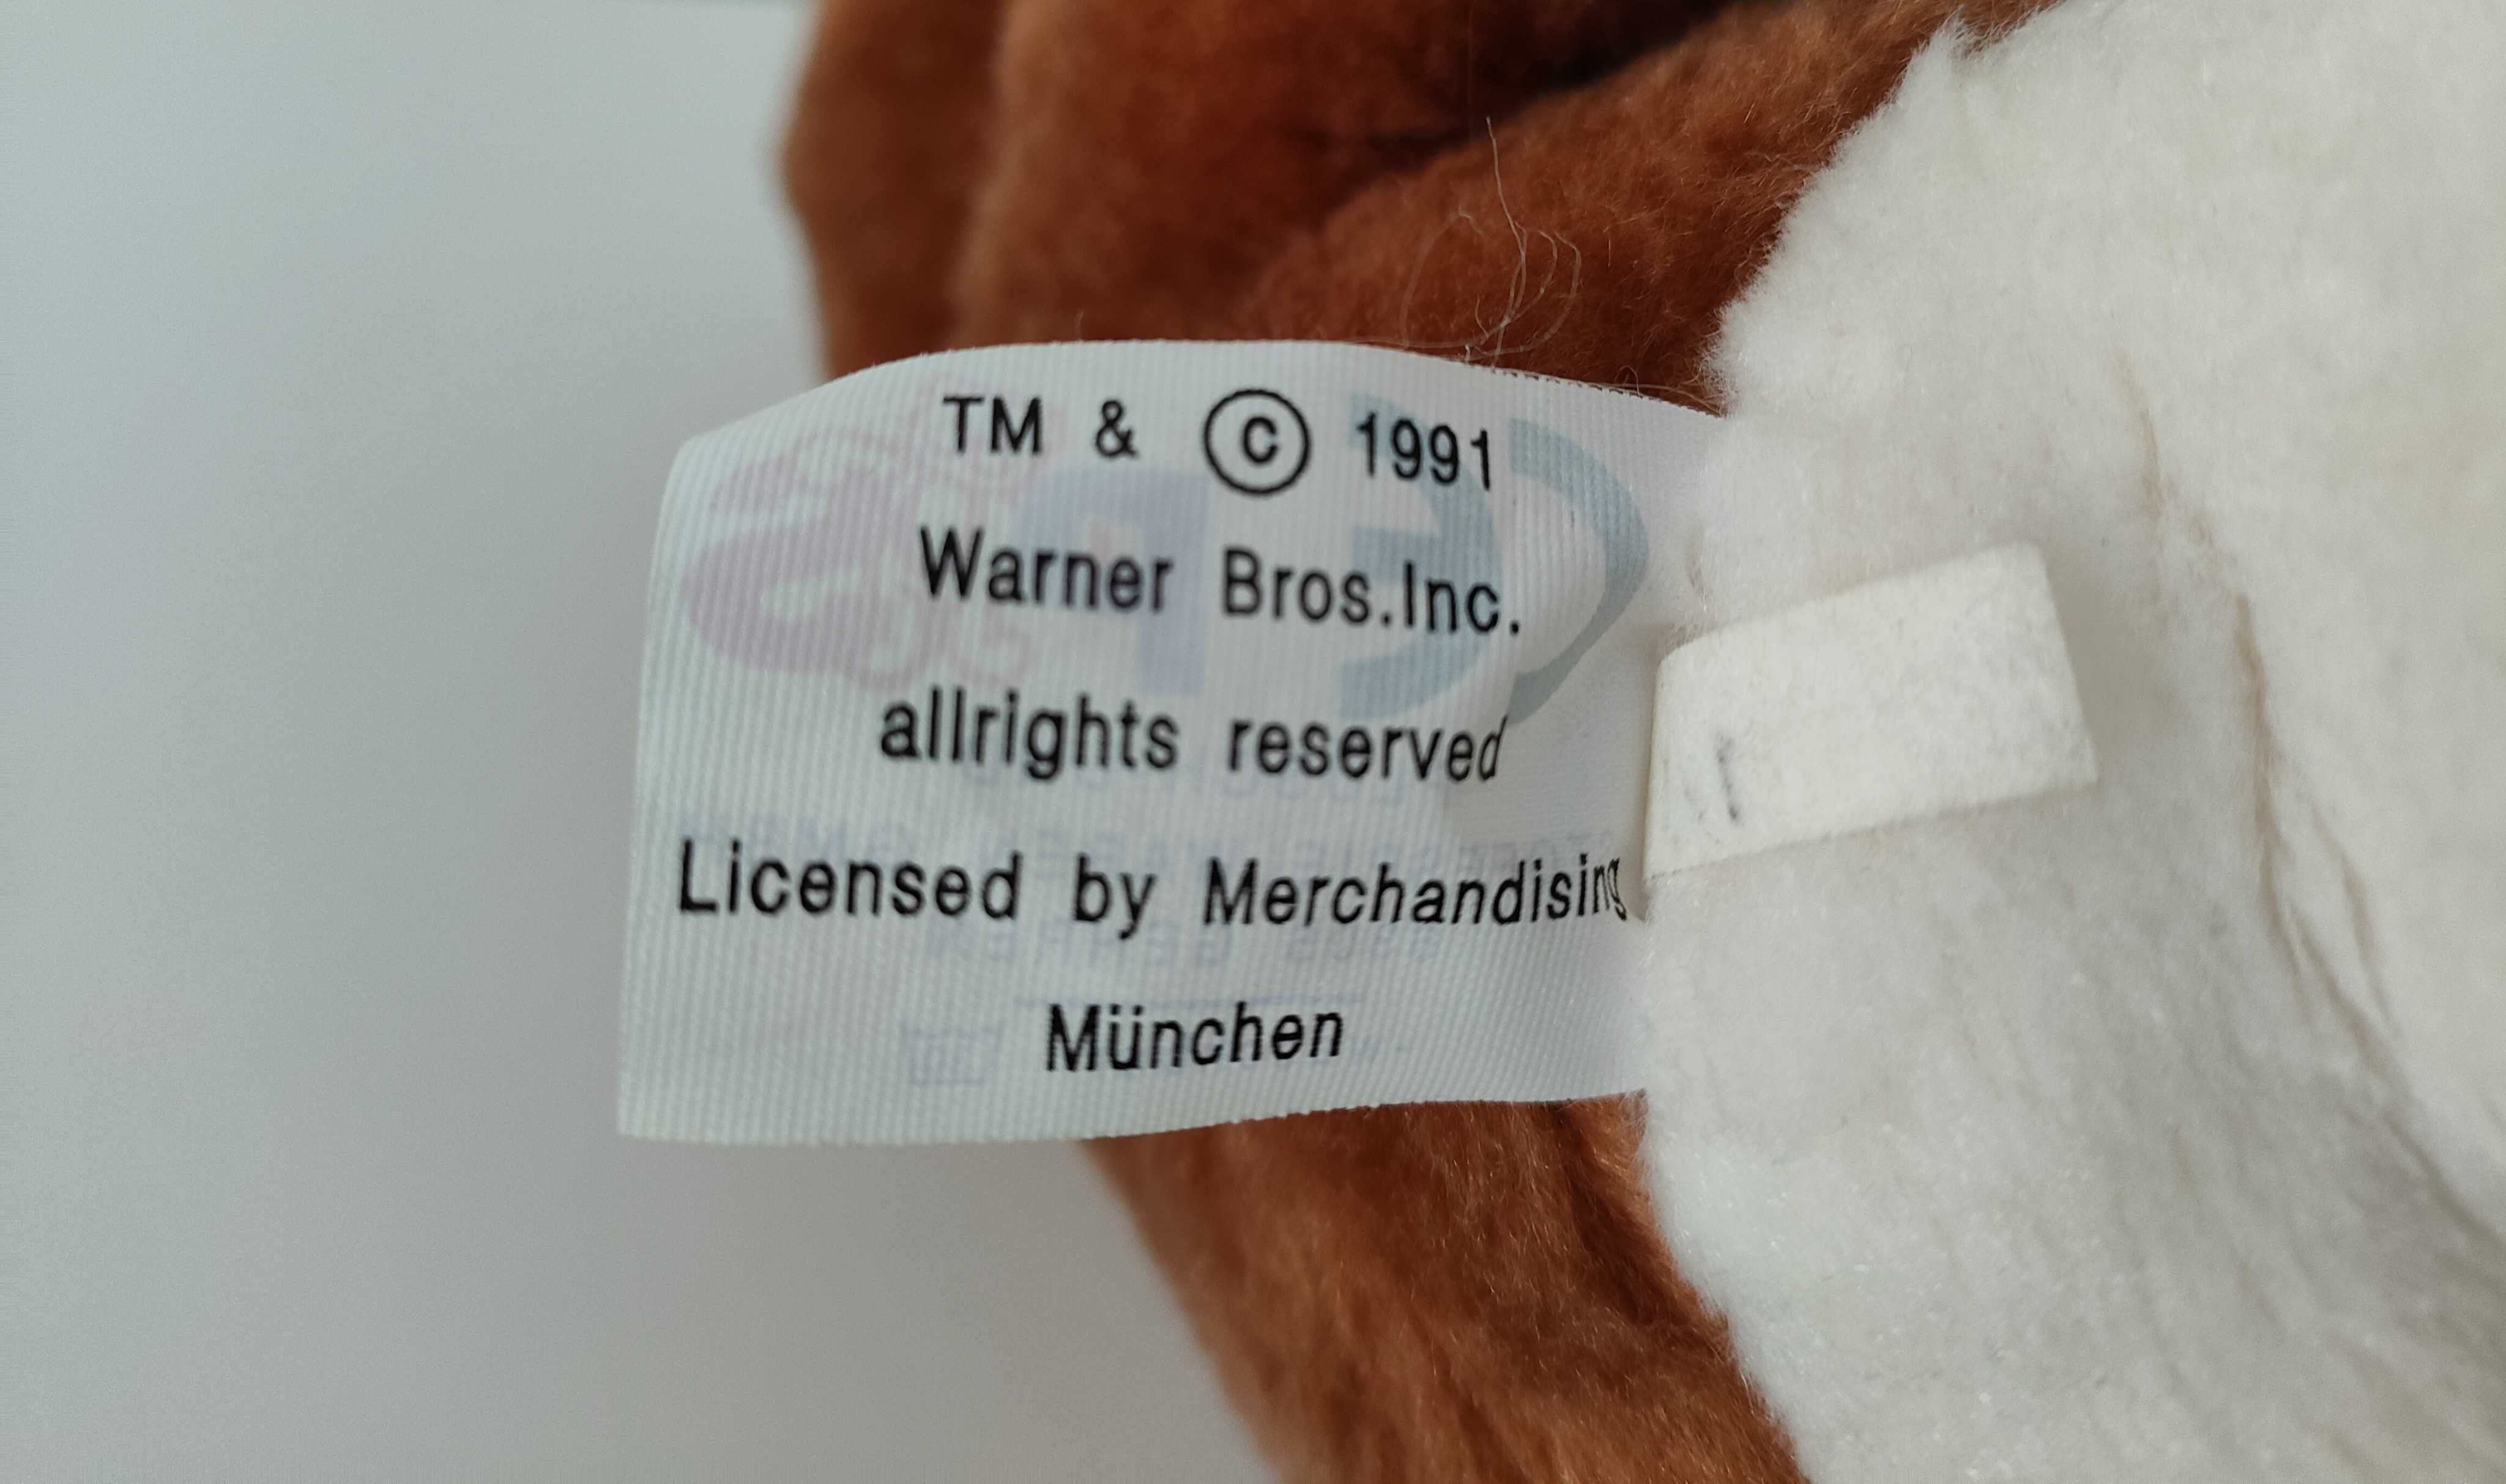 TM & © 1991
Warner Bros.Inc.
allrights reserved
Licensed by Merchandising
München